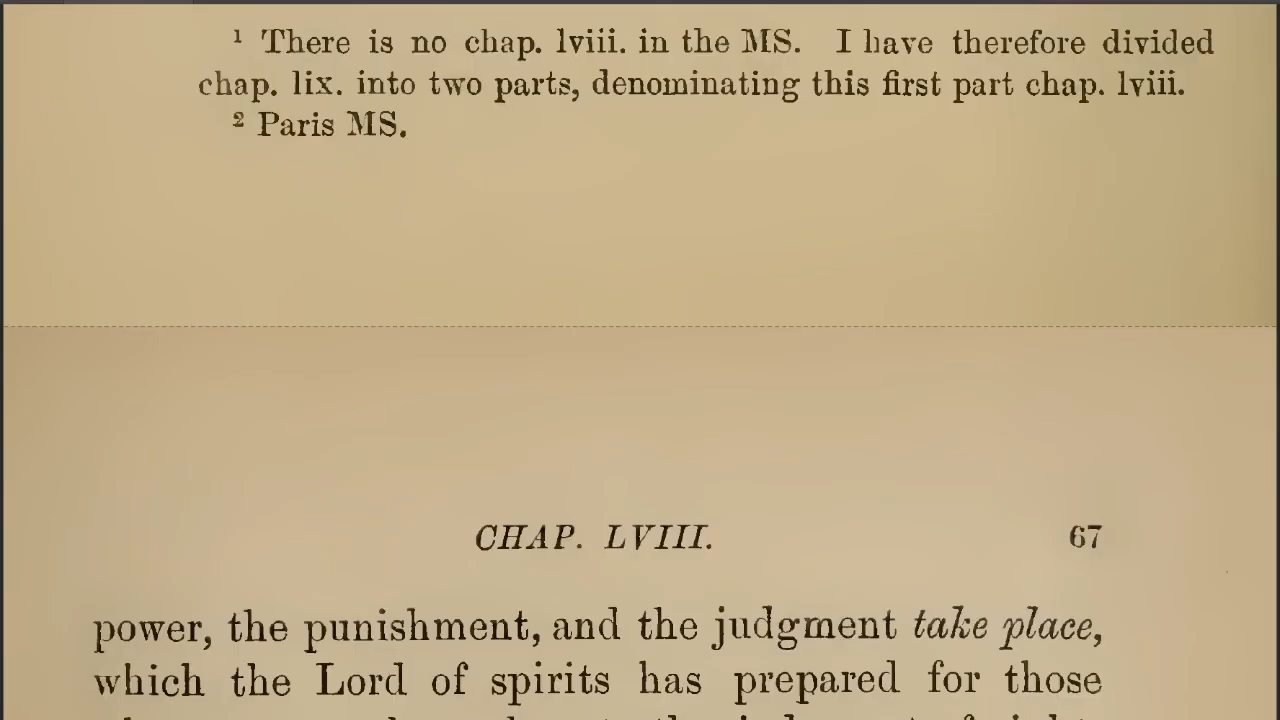 ¹ There is no chap. lviii. in the MS. I have therefore divided
chap. lix. into two parts, denominating this first part chap. lviii.
² Paris MS.
CHAP. LVIII. 67
power, the punishment, and the judgment take place,
which the Lord of spirits has prepared for those